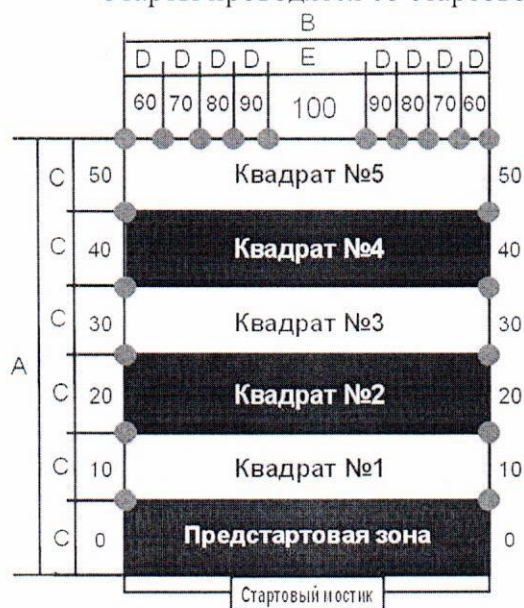 B
D D D D E D D D D
60 70 80 90 100 90 80 70 60
C 50 Квадрат №5 50
C 40 Квадрат №4 40
C 30 Квадрат №3 30
A
C 20 Квадрат №2 20
C 10 Квадрат №1 10
C 0 Предстартовая зона 0
Стартовый мостик